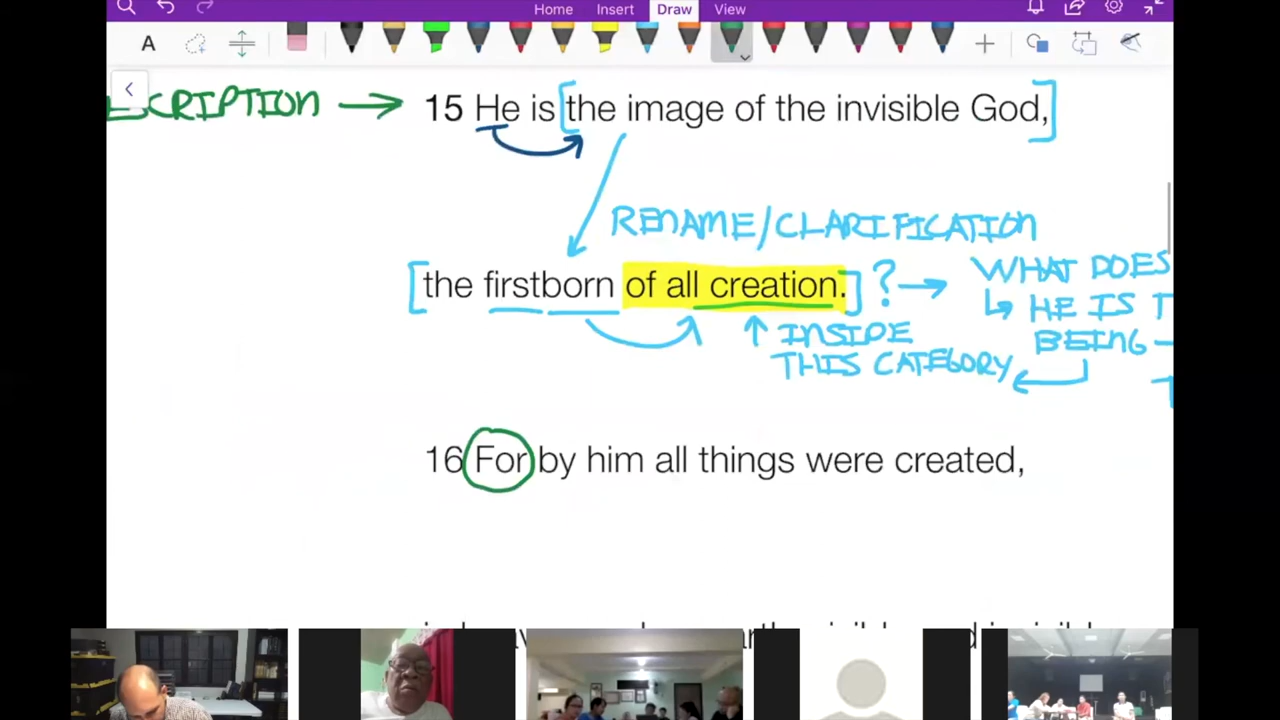 Home Insert Draw View
A
SCRIPTION → 15 He is [the image of the invisible God,]
RENAME/CLARIFICATION
[the firstborn of all creation.] ? → WHAT DOES
↳ HE IS T
INSIDE
BEING –
THIS CATEGORY
16 For by him all things were created,